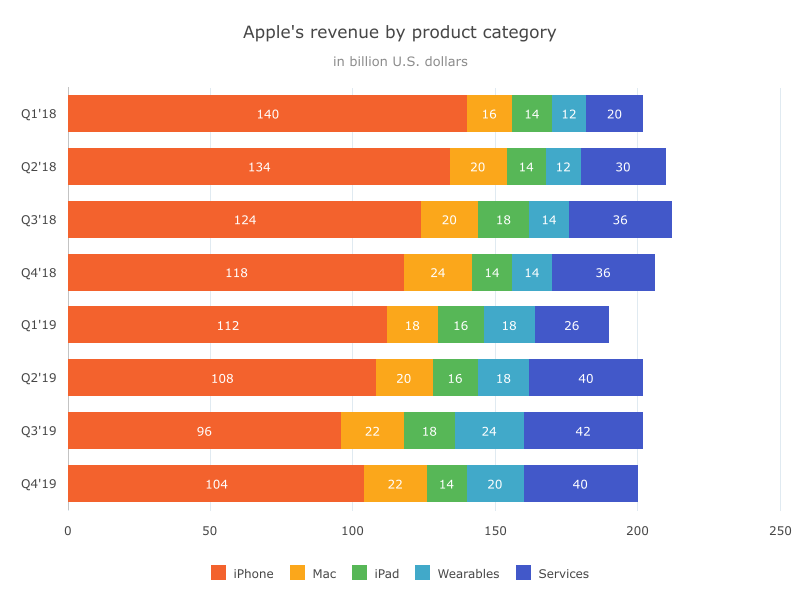 Apple's revenue by product category
in billion U.S. dollars
Q1'18 140 16 14 12 20
Q2'18 134 20 14 12 30
Q3'18 124 20 18 14 36
Q4'18 118 24 14 14 36
Q1'19 112 18 16 18 26
Q2'19 108 20 16 18 40
Q3'19 96 22 18 24 42
Q4'19 104 22 14 20 40
0 50 100 150 200 250
iPhone Mac iPad Wearables Services